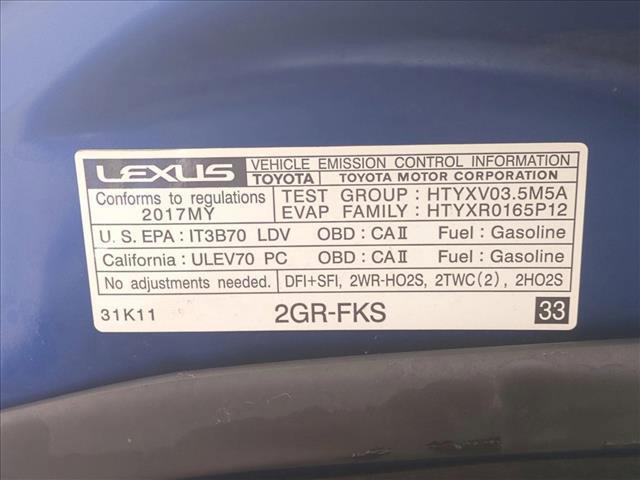 LEXUS VEHICLE EMISSION CONTROL INFORMATION
TOYOTA TOYOTA MOTOR CORPORATION
Conforms to regulations TEST GROUP : HTYXV03.5M5A
2017MY EVAP FAMILY : HTYXR0165P12
U. S. EPA : IT3B70 LDV OBD : CAⅡ Fuel : Gasoline
California : ULEV70 PC OBD : CAⅡ Fuel : Gasoline
No adjustments needed. DFI+SFI, 2WR-HO2S, 2TWC(2), 2HO2S
31K11 2GR-FKS 33